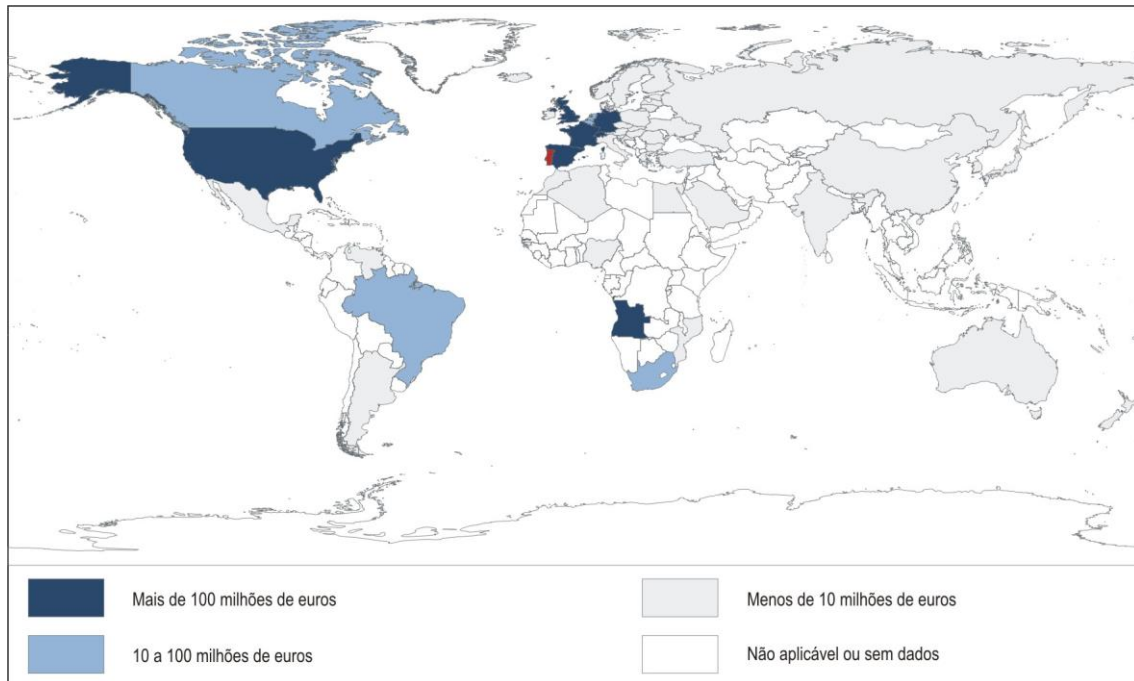 Mais de 100 milhões de euros
Menos de 10 milhões de euros
10 a 100 milhões de euros
Não aplicável ou sem dados